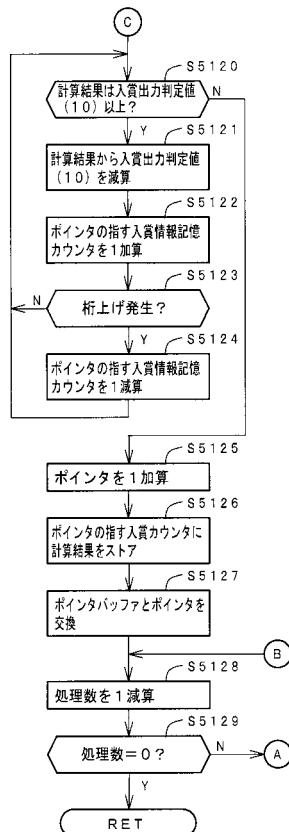 C
S5120
計算結果は入賞出力判定値
(10)以上?
N
Y
S5121
計算結果から入賞出力判定値
(10)を減算
S5122
ポインタの指す入賞情報記憶
カウンタを1加算
S5123
N
桁上げ発生?
Y
S5124
ポインタの指す入賞情報記憶
カウンタを1減算
S5125
ポインタを1加算
S5126
ポインタの指す入賞カウンタに
計算結果をストア
S5127
ポインタバッファとポインタを
交換
B
S5128
処理数を1減算
S5129
処理数=0?
N
A
Y
RET